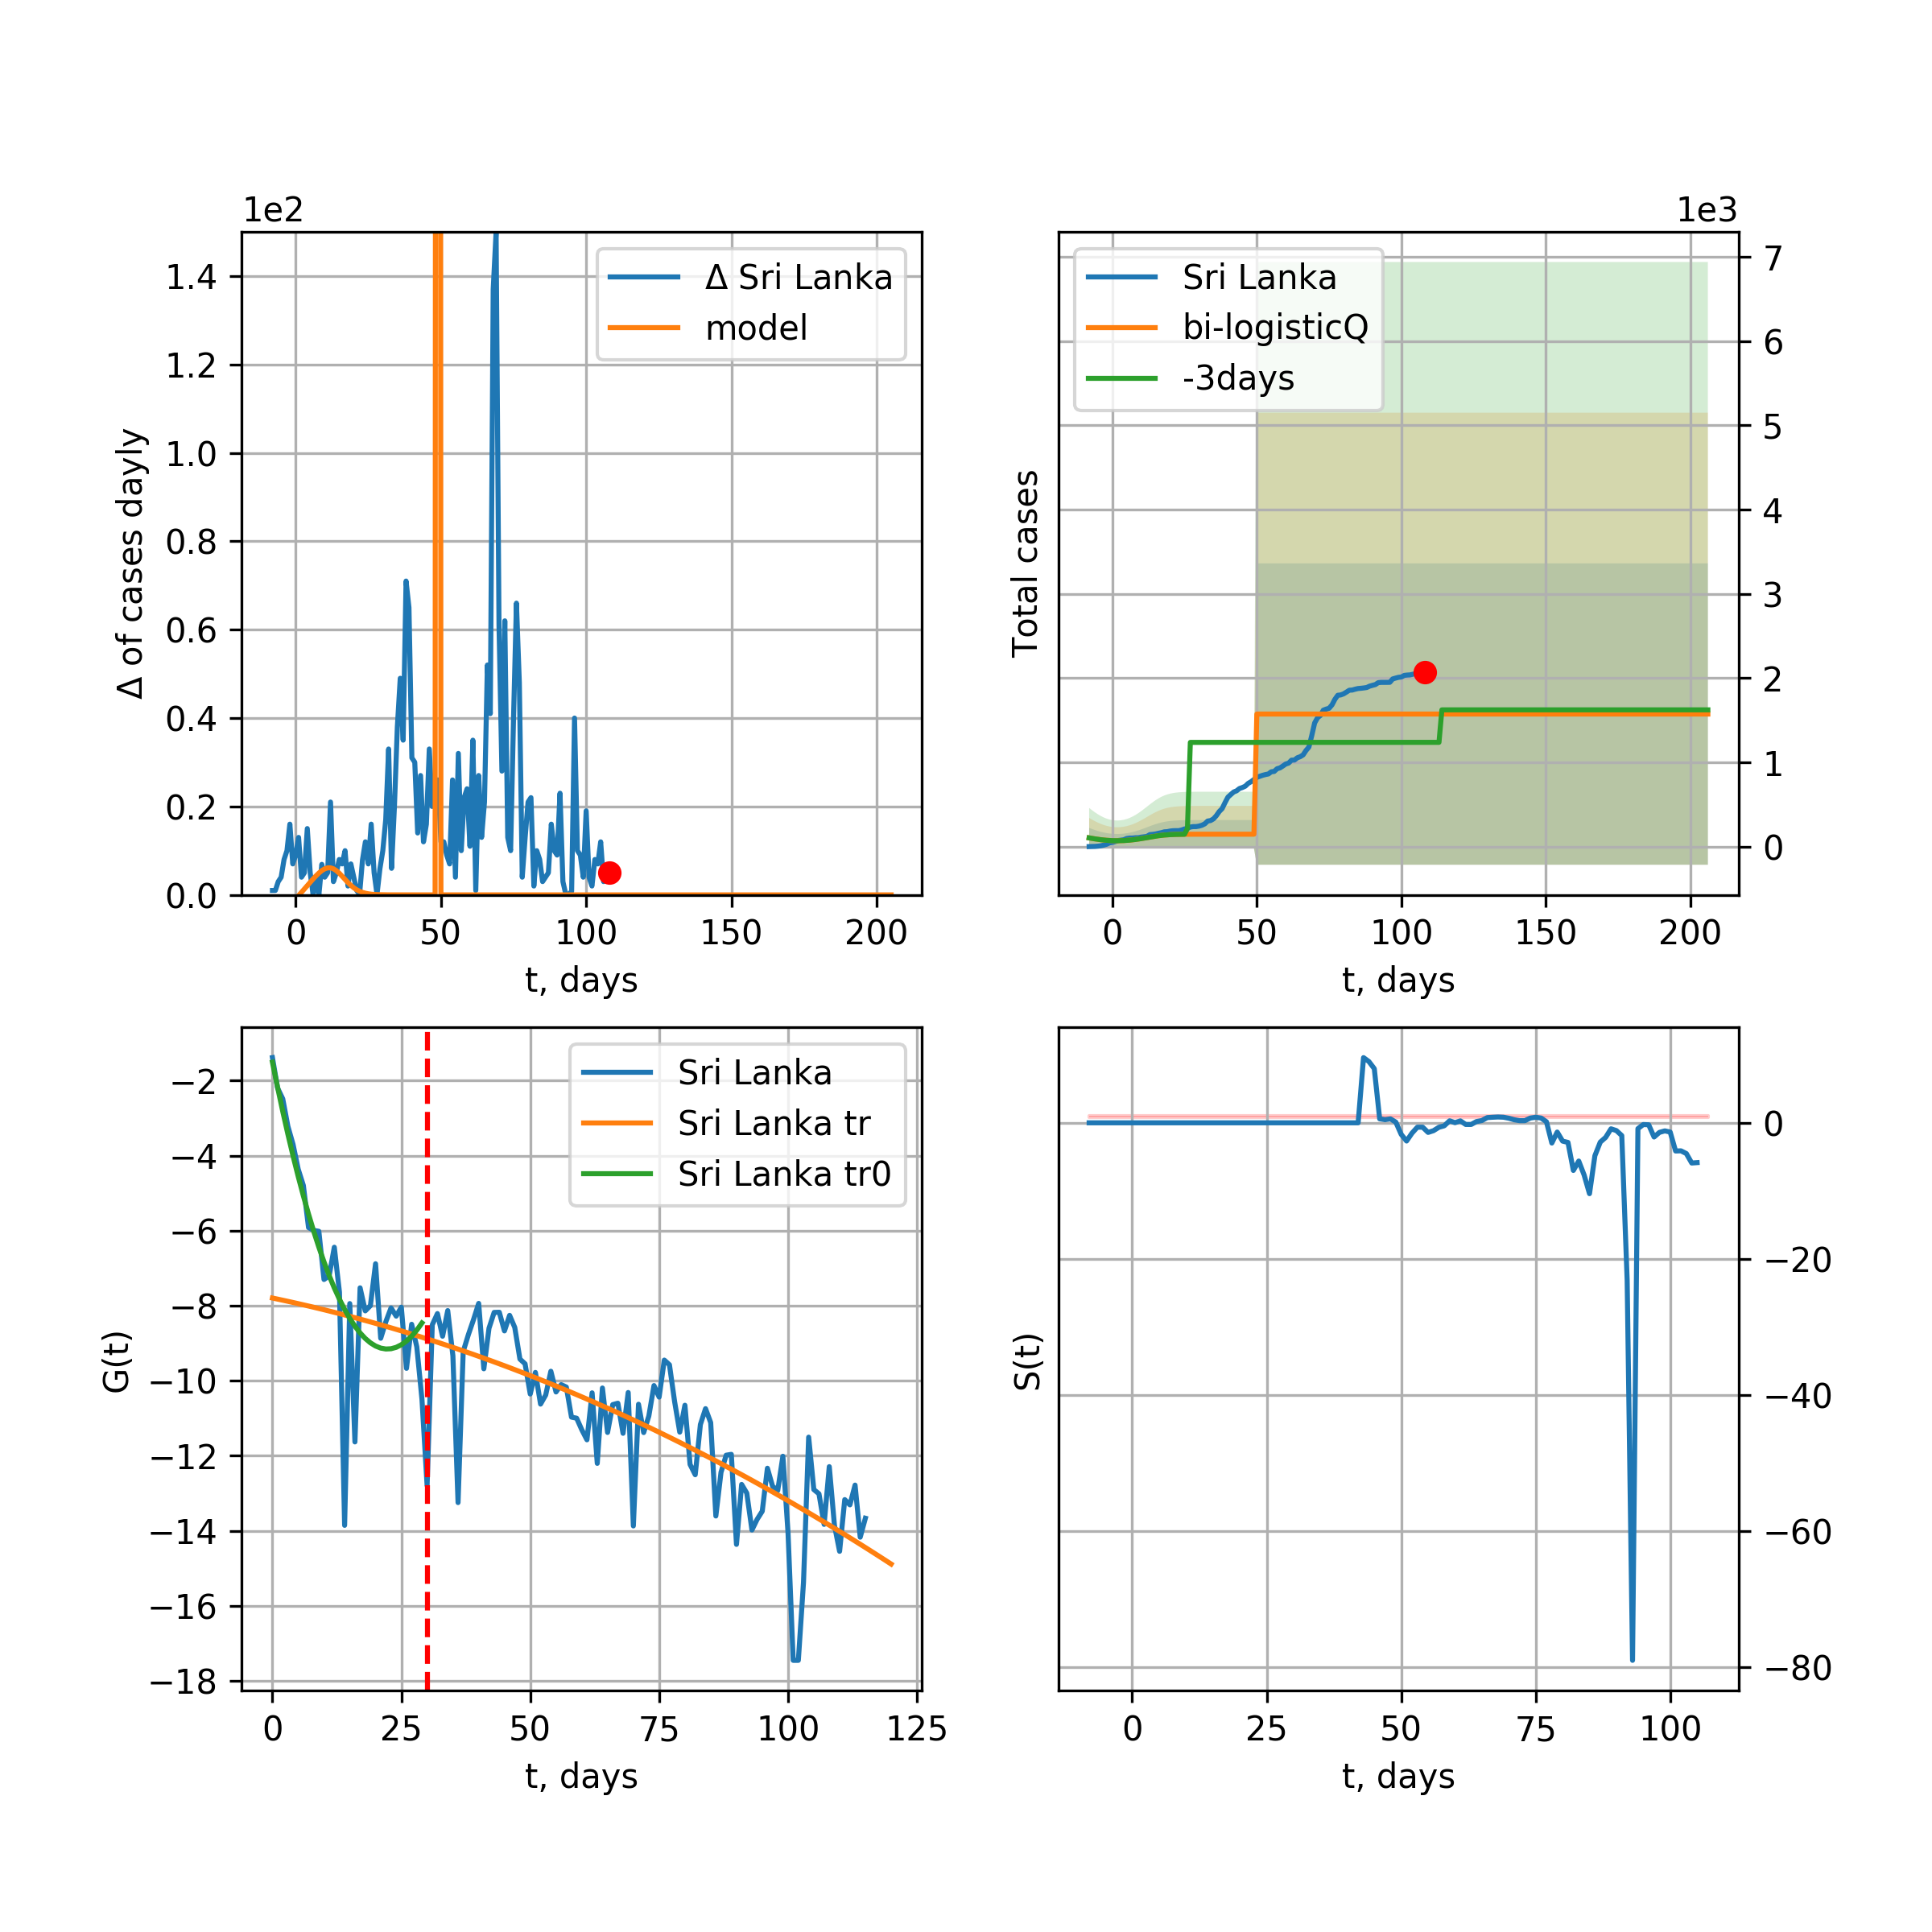 1e2
Δ of cases dayly
1.4
1.2
1.0
0.8
0.6
0.4
0.2
0.0
Δ Sri Lanka
model
0 50 100 150 200
t, days
1e3
Total cases
Sri Lanka
bi-logisticQ
-3days
7
6
5
4
3
2
1
0
0 50 100 150 200
t, days
G(t)
−2
−4
−6
−8
−10
−12
−14
−16
−18
Sri Lanka
Sri Lanka tr
Sri Lanka tr0
0 25 50 75 100 125
t, days
S(t)
0
−20
−40
−60
−80
0 25 50 75 100
t, days